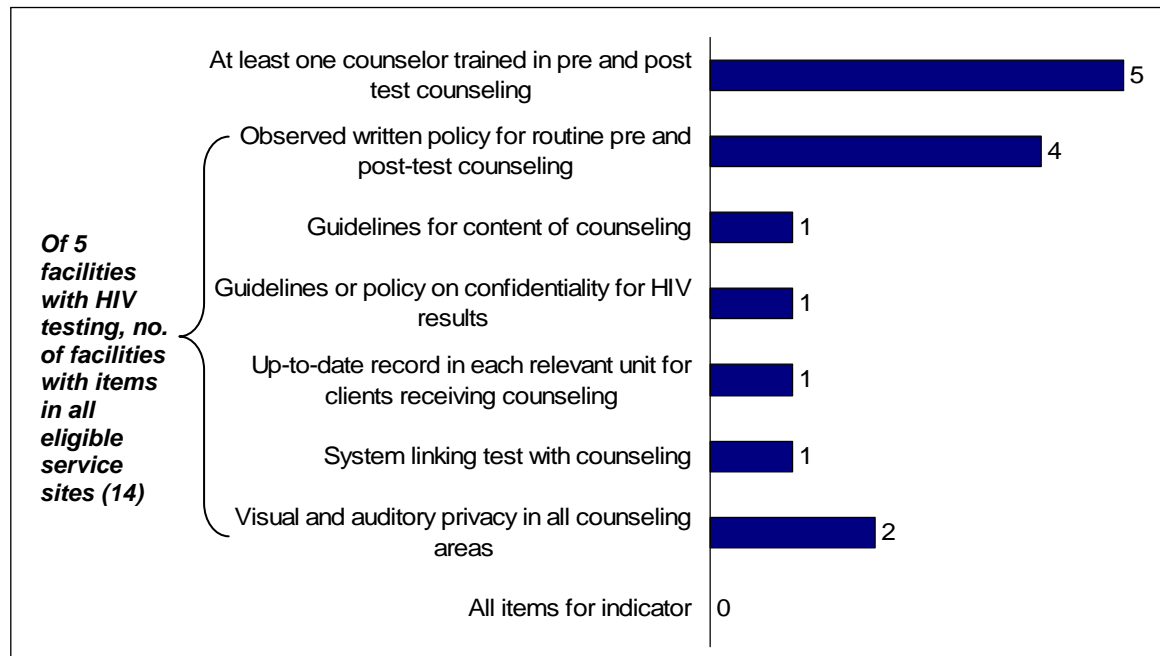 At least one counselor trained in pre and post
test counseling
5
Observed written policy for routine pre and
post-test counseling
4
Guidelines for content of counseling
1
Guidelines or policy on confidentiality for HIV
results
1
Up-to-date record in each relevant unit for
clients receiving counseling
1
System linking test with counseling
1
Visual and auditory privacy in all counseling
areas
2
All items for indicator
0
Of 5
facilities
with HIV
testing, no.
of facilities
with items
in all
eligible
service
sites (14)